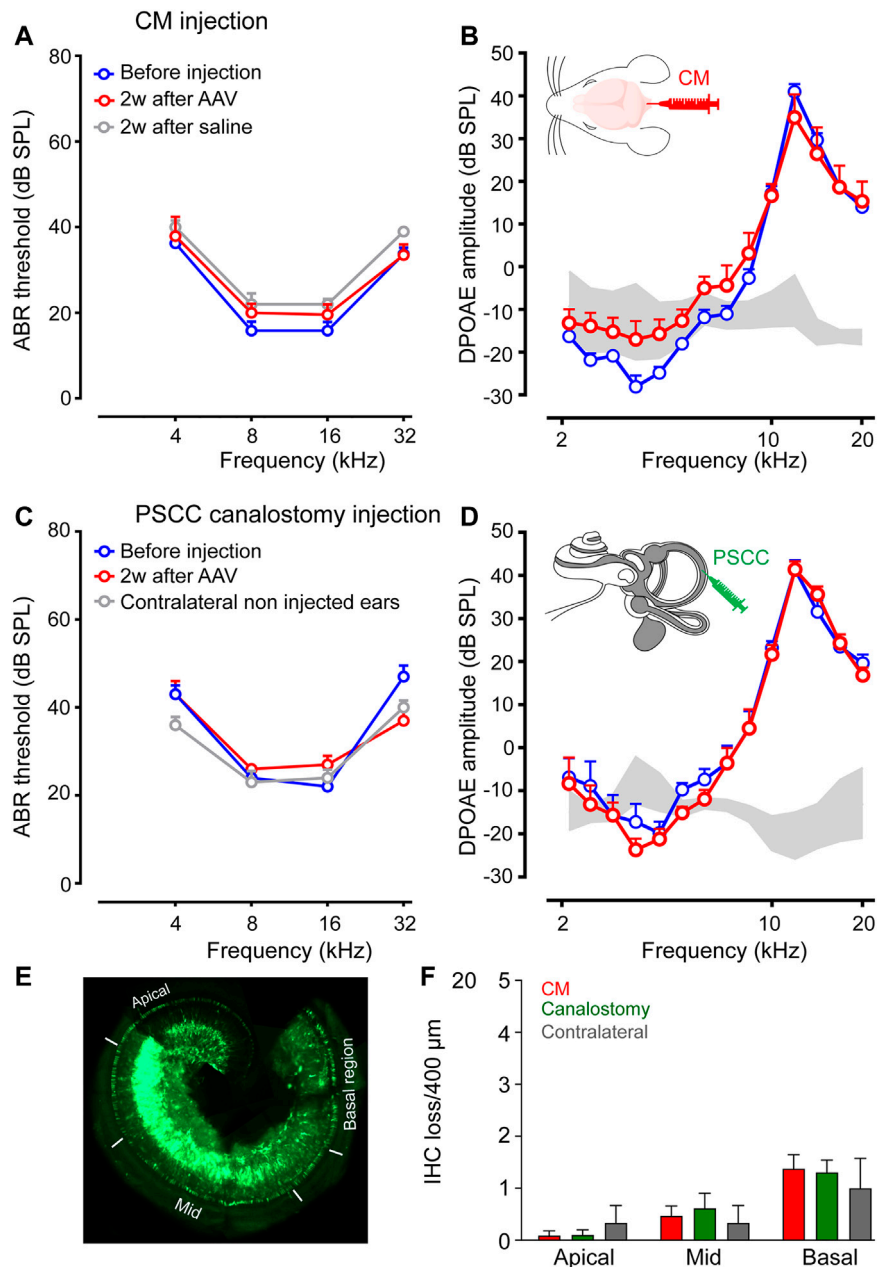 A
CM injection
80
60
40
20
0
ABR threshold (dB SPL)
Before injection
2w after AAV
2w after saline
4
8
16
32
Frequency (kHz)
B
50
40
30
20
10
0
-10
-20
-30
DPOAE amplitude (dB SPL)
CM
2
10
20
Frequency (kHz)
C
PSCC canalostomy injection
80
60
40
20
0
ABR threshold (dB SPL)
Before injection
2w after AAV
Contralateral non injected ears
4
8
16
32
Frequency (kHz)
D
50
40
30
20
10
0
-10
-20
-30
DPOAE amplitude (dB SPL)
PSCC
2
10
20
Frequency (kHz)
E
Apical
Mid
Basal region
F
20
5
4
3
2
1
0
IHC loss/400 µm
CM
Canalostomy
Contralateral
Apical
Mid
Basal